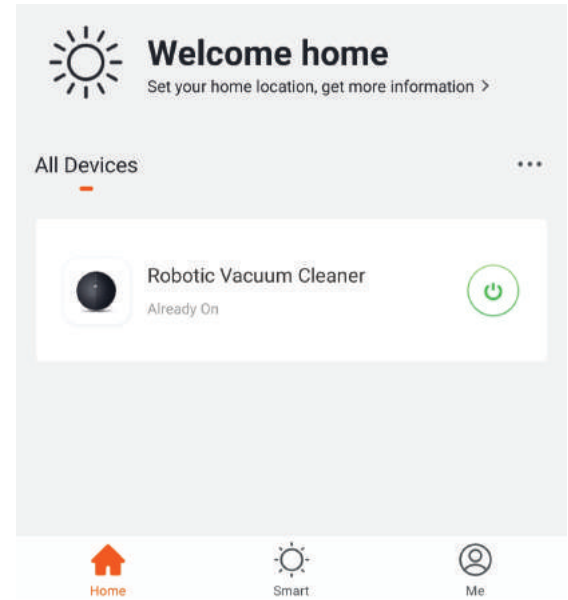 Welcome home
Set your home location, get more information >
All Devices
Robotic Vacuum Cleaner
Already On
Home
Smart
Me